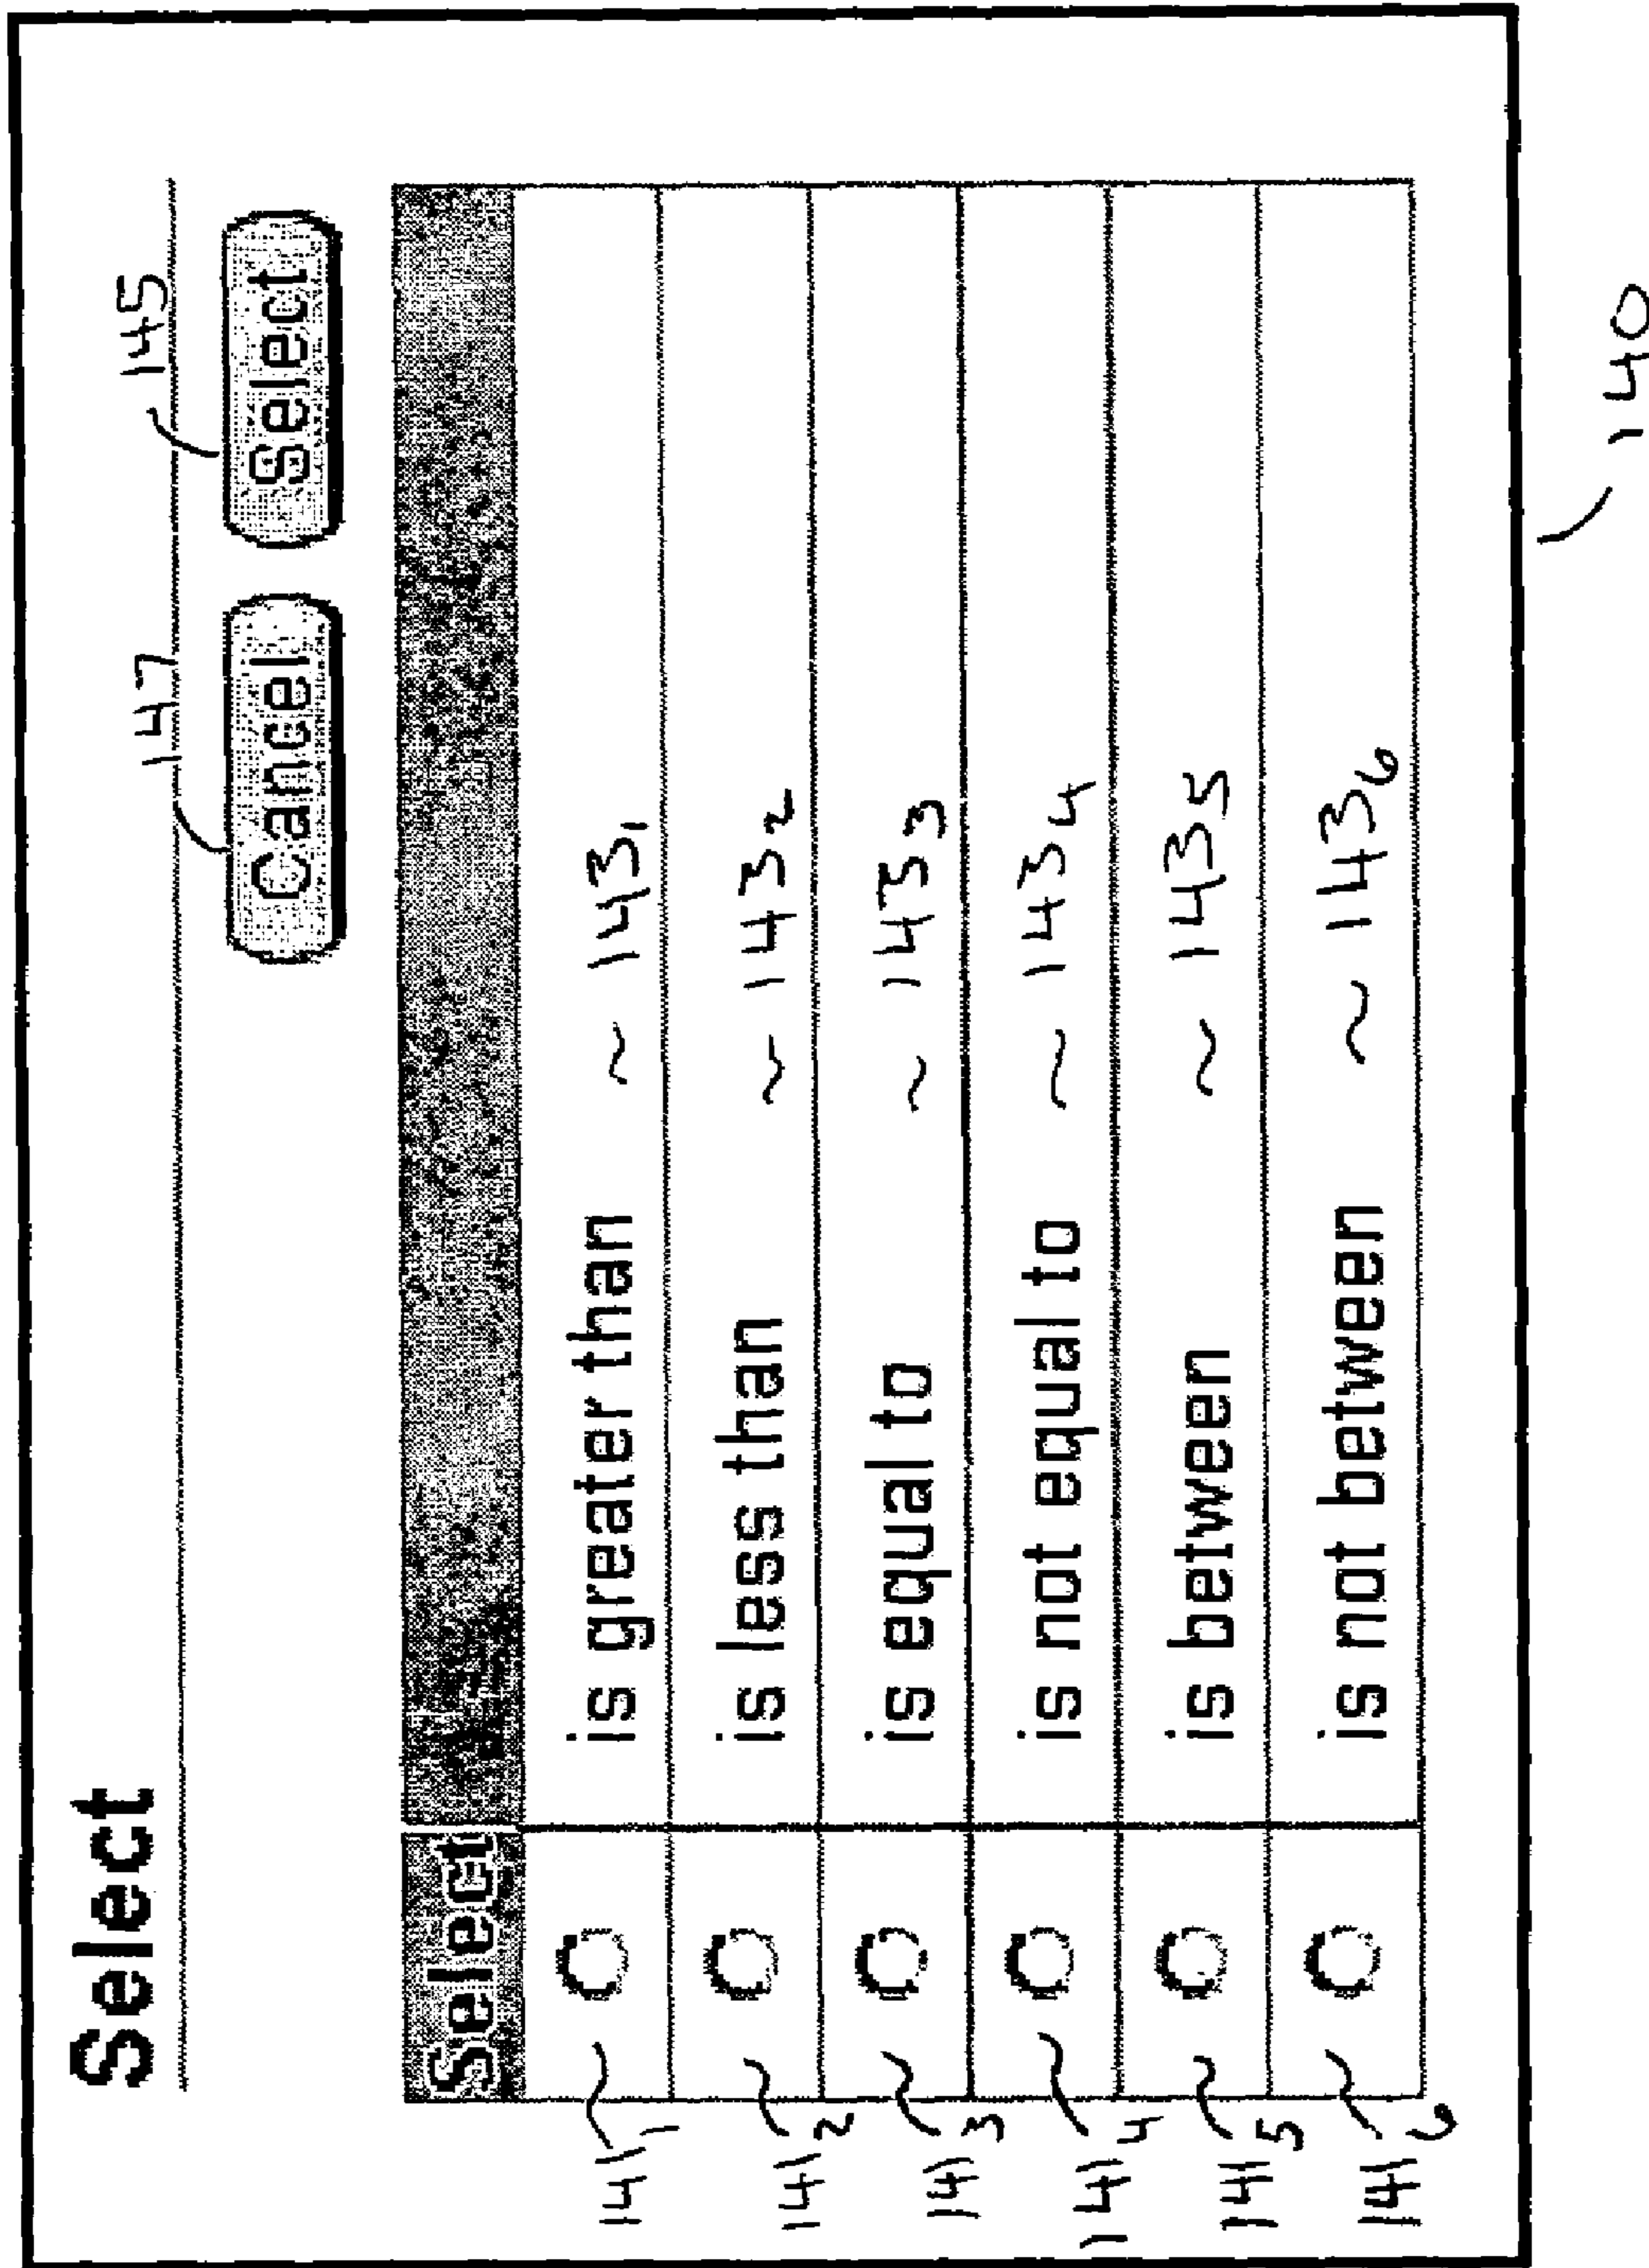 Select
147 145
Cancel Select
Select
141₁ is greater than ~ 143₁
141₂ is less than ~ 143₂
141₃ is equal to ~ 143₃
141₄ is not equal to ~ 143₄
141₅ is between ~ 143₅
141₆ is not between ~ 143₆
140